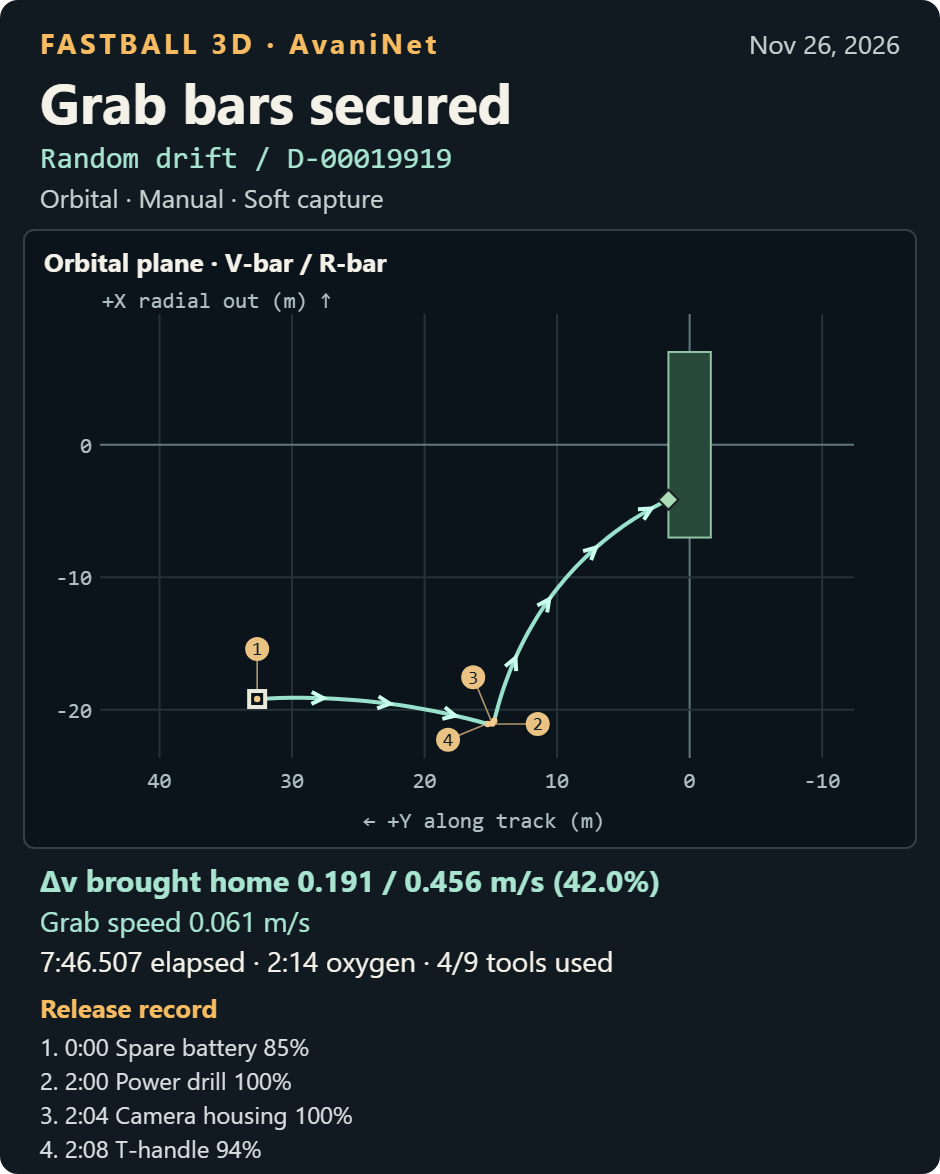 FASTBALL 3D · AvaniNet
Nov 26, 2026
Grab bars secured
Random drift / D-00019919
Orbital · Manual · Soft capture
Orbital plane · V-bar / R-bar
+X radial out (m) ↑
0
-10
1
3
-20
2
4
40 30 20 10 0 -10
← +Y along track (m)
Δv brought home 0.191 / 0.456 m/s (42.0%)
Grab speed 0.061 m/s
7:46.507 elapsed · 2:14 oxygen · 4/9 tools used
Release record
1. 0:00 Spare battery 85%
2. 2:00 Power drill 100%
3. 2:04 Camera housing 100%
4. 2:08 T-handle 94%